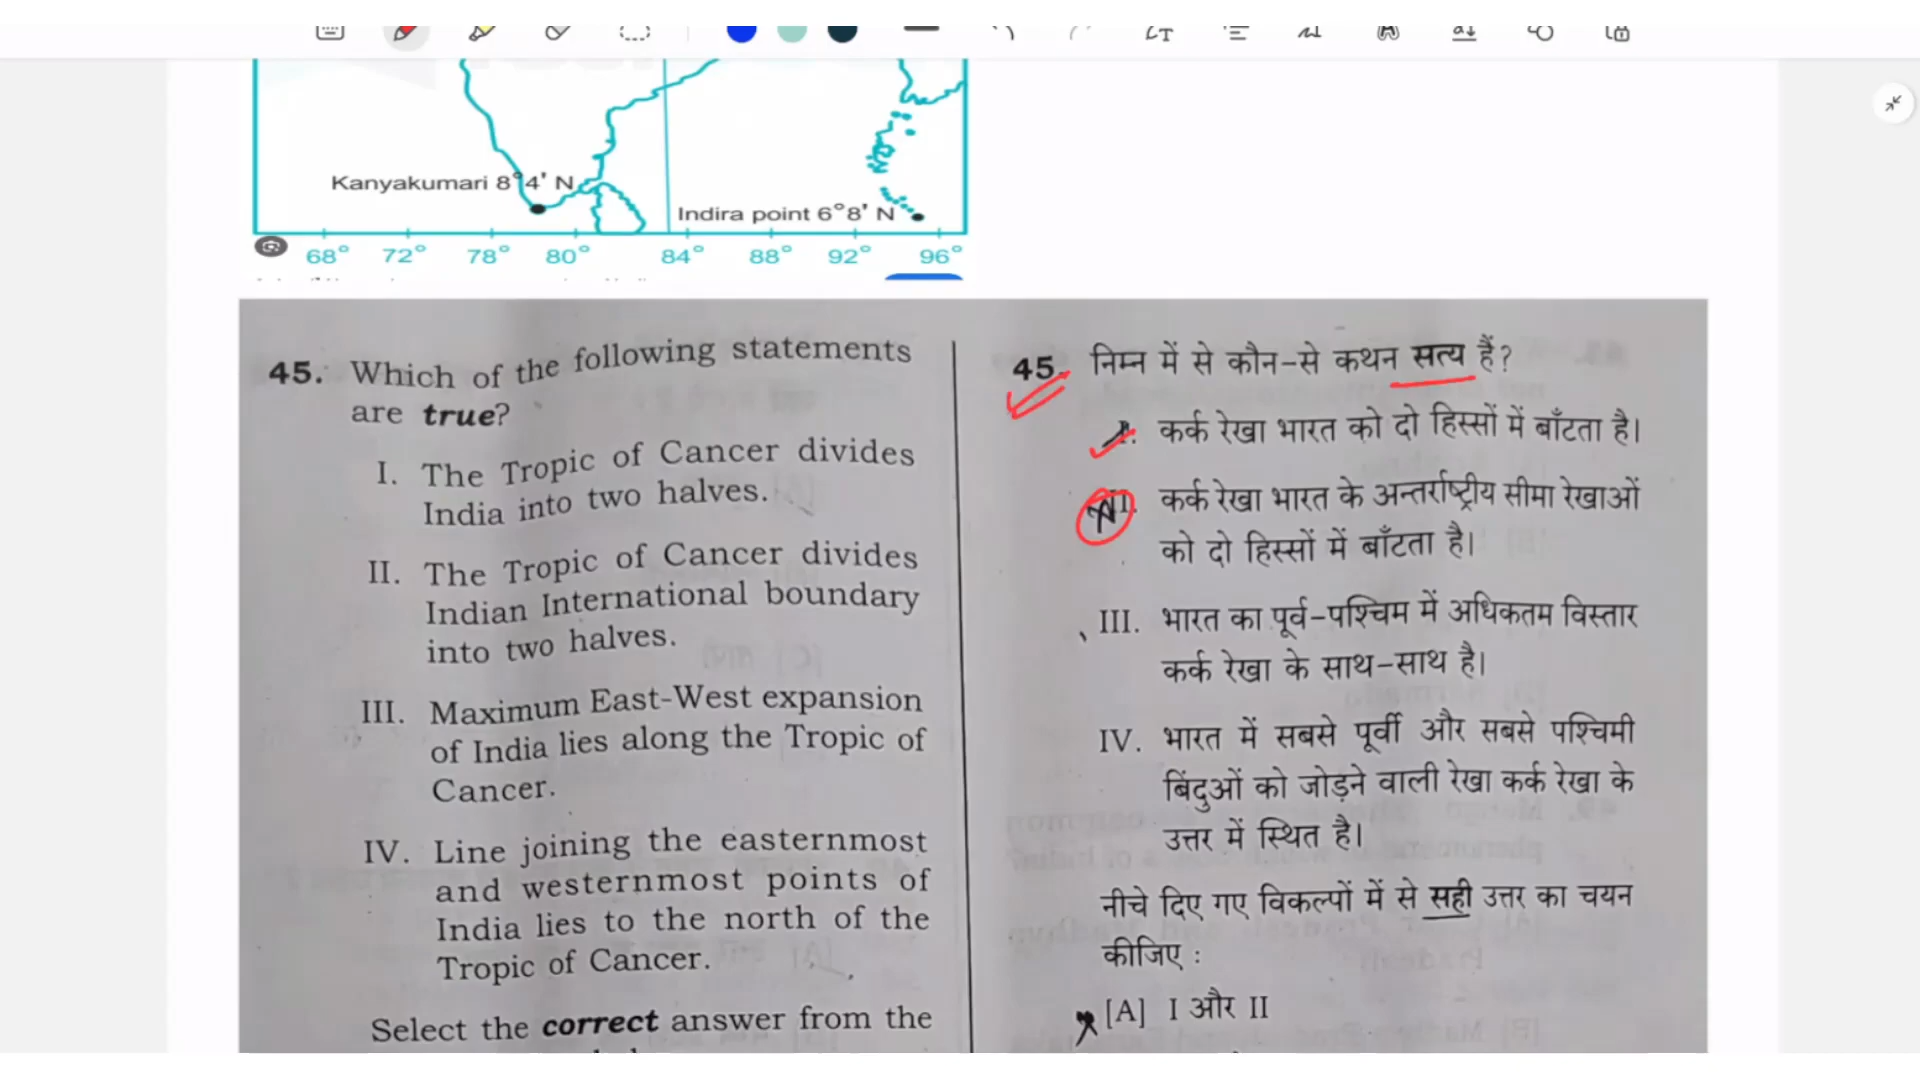 Kanyakumari 8°4' N
Indira point 6°8' N
68° 72° 78° 80° 84° 88° 92° 96°
45. Which of the following statements
are true?
I. The Tropic of Cancer divides
India into two halves.
II. The Tropic of Cancer divides
Indian International boundary
into two halves.
III. Maximum East-West expansion
of India lies along the Tropic of
Cancer.
IV. Line joining the easternmost
and westernmost points of
India lies to the north of the
Tropic of Cancer.
Select the correct answer from the
45. निम्न में से कौन-से कथन सत्य हैं?
I. कर्क रेखा भारत को दो हिस्सों में बाँटता है।
II. कर्क रेखा भारत के अन्तर्राष्ट्रीय सीमा रेखाओं
को दो हिस्सों में बाँटता है।
III. भारत का पूर्व-पश्चिम में अधिकतम विस्तार
कर्क रेखा के साथ-साथ है।
IV. भारत में सबसे पूर्वी और सबसे पश्चिमी
बिंदुओं को जोड़ने वाली रेखा कर्क रेखा के
उत्तर में स्थित है।
नीचे दिए गए विकल्पों में से सही उत्तर का चयन
कीजिए :
[A] I और II